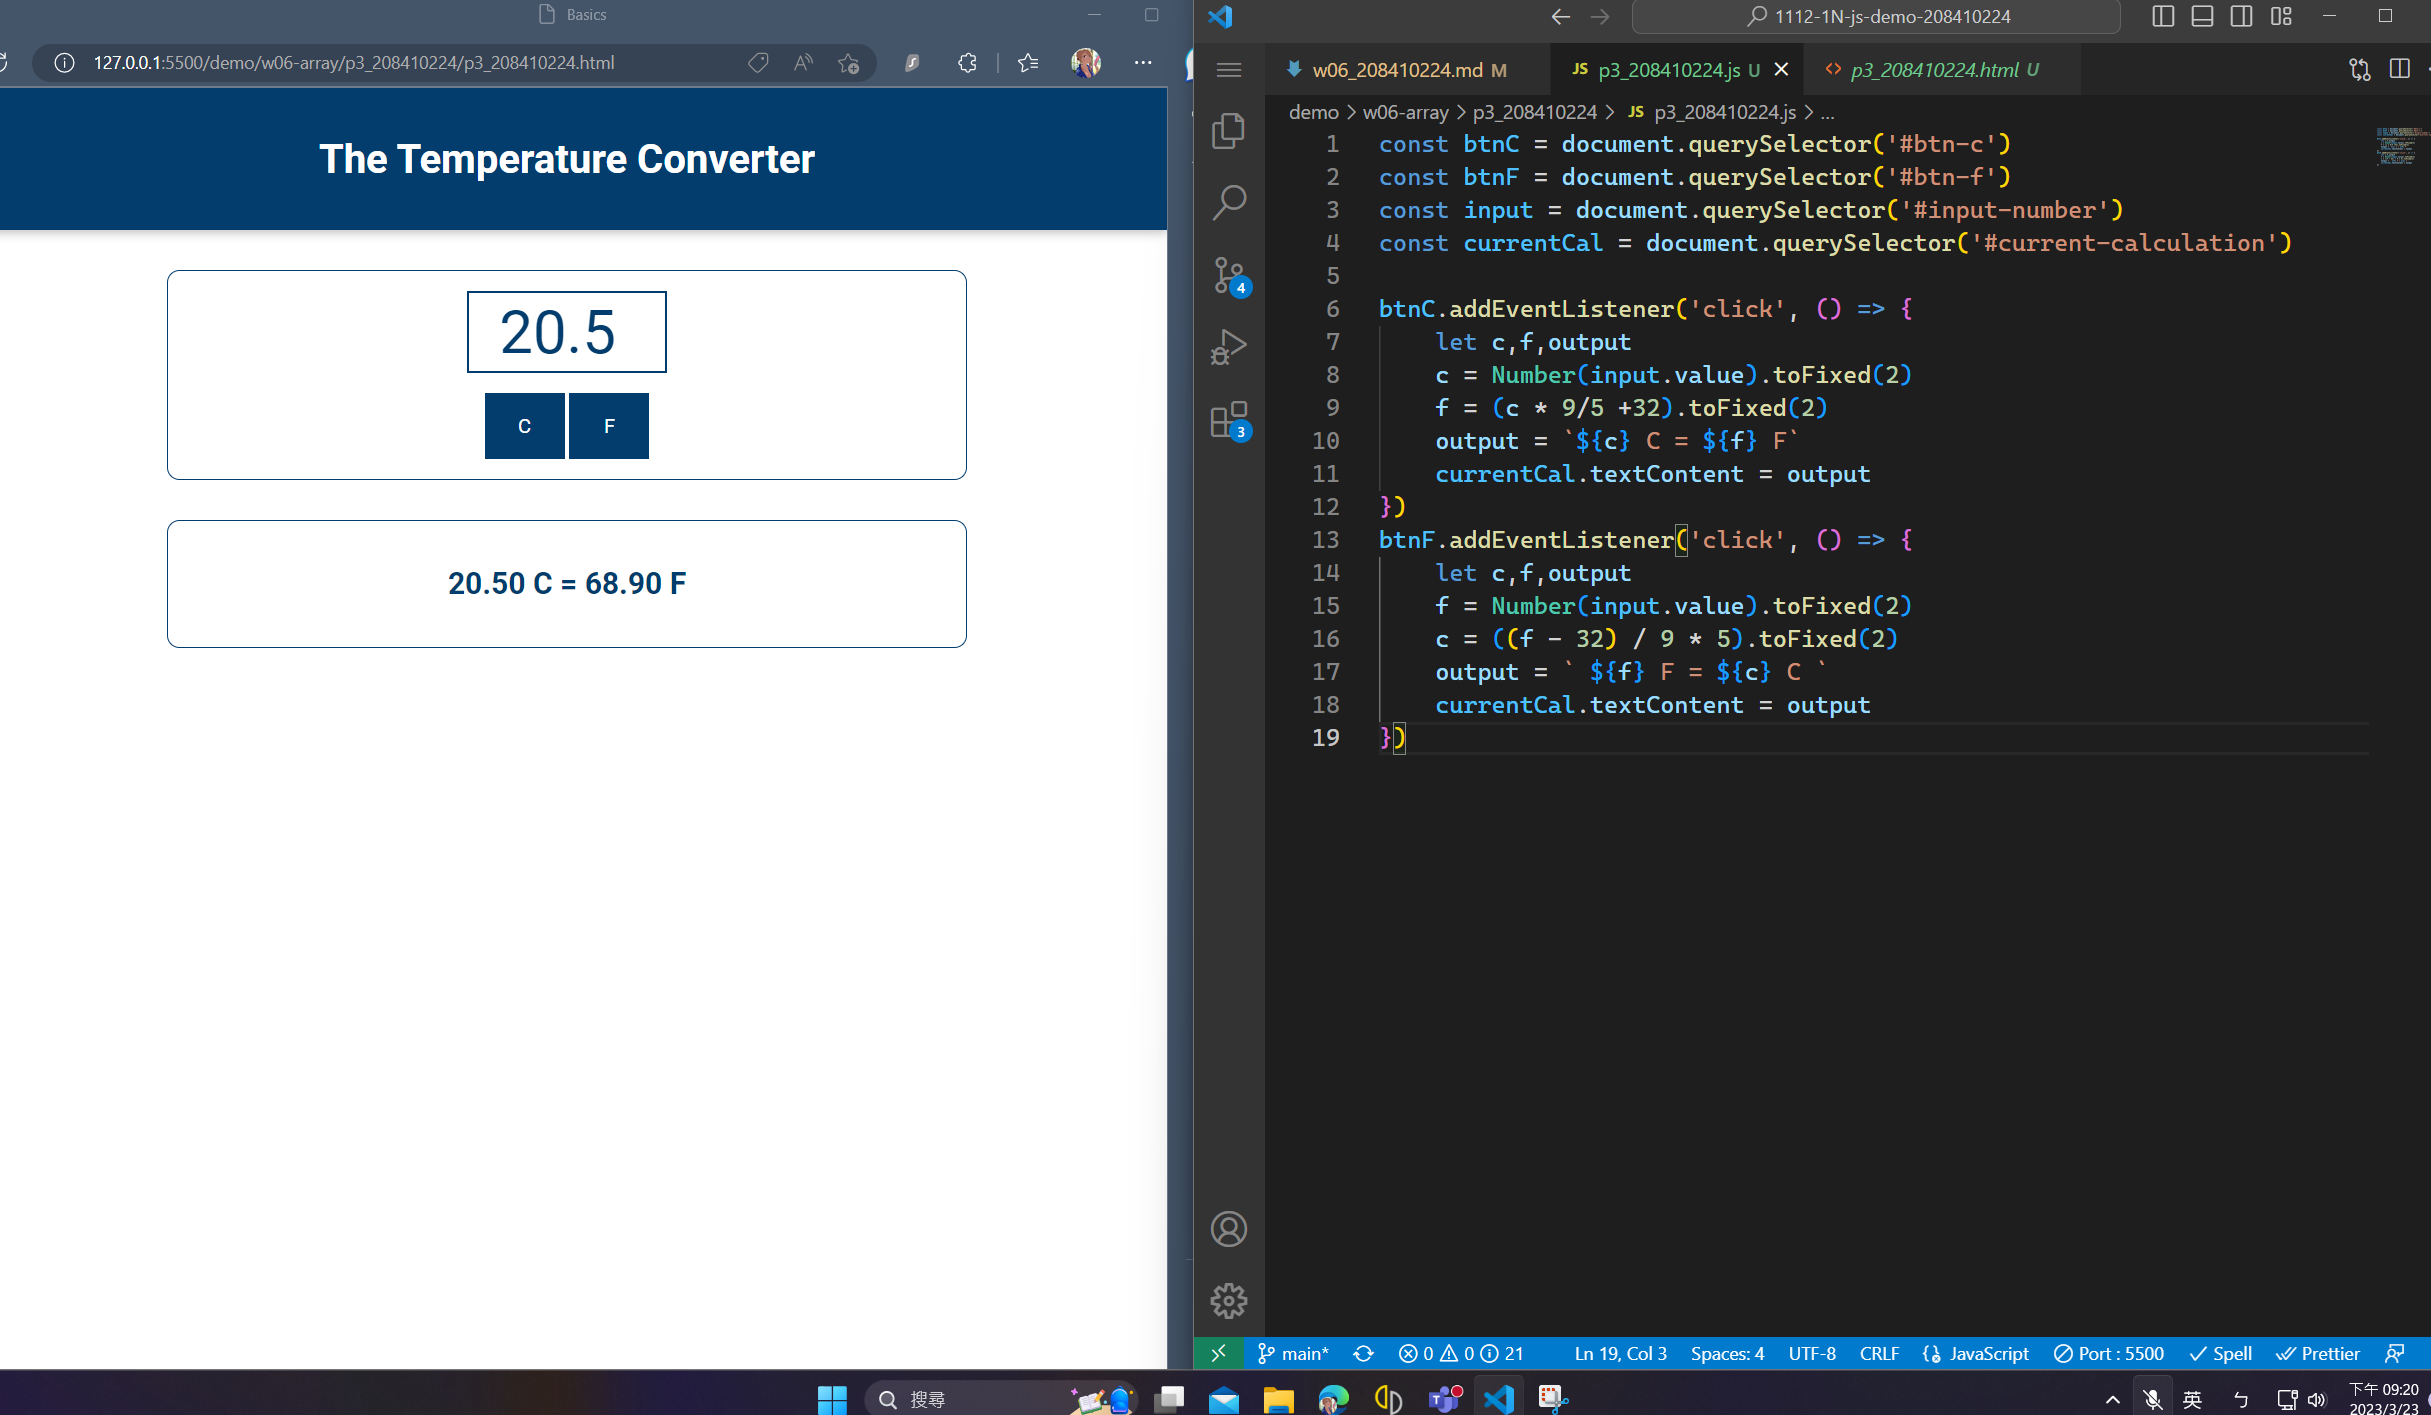 Basics
127.0.0.1:5500/demo/w06-array/p3_208410224/p3_208410224.html
The Temperature Converter
20.5
C F
20.50 C = 68.90 F
1112-1N-js-demo-208410224
w06_208410224.md M JS p3_208410224.js U <> p3_208410224.html U
demo > w06-array > p3_208410224 > JS p3_208410224.js > ...
1 const btnC = document.querySelector('#btn-c')
2 const btnF = document.querySelector('#btn-f')
3 const input = document.querySelector('#input-number')
4 const currentCal = document.querySelector('#current-calculation')
5
6 btnC.addEventListener('click', () => {
7 let c,f,output
8 c = Number(input.value).toFixed(2)
9 f = (c * 9/5 +32).toFixed(2)
10 output = `${c} C = ${f} F`
11 currentCal.textContent = output
12 })
13 btnF.addEventListener('click', () => {
14 let c,f,output
15 f = Number(input.value).toFixed(2)
16 c = ((f - 32) / 9 * 5).toFixed(2)
17 output = ` ${f} F = ${c} C `
18 currentCal.textContent = output
19 })
4
3
main* 0 0 21 Ln 19, Col 3 Spaces: 4 UTF-8 CRLF JavaScript Port : 5500 Spell Prettier
搜尋
英 ㄅ 下午 09:20
2023/3/23